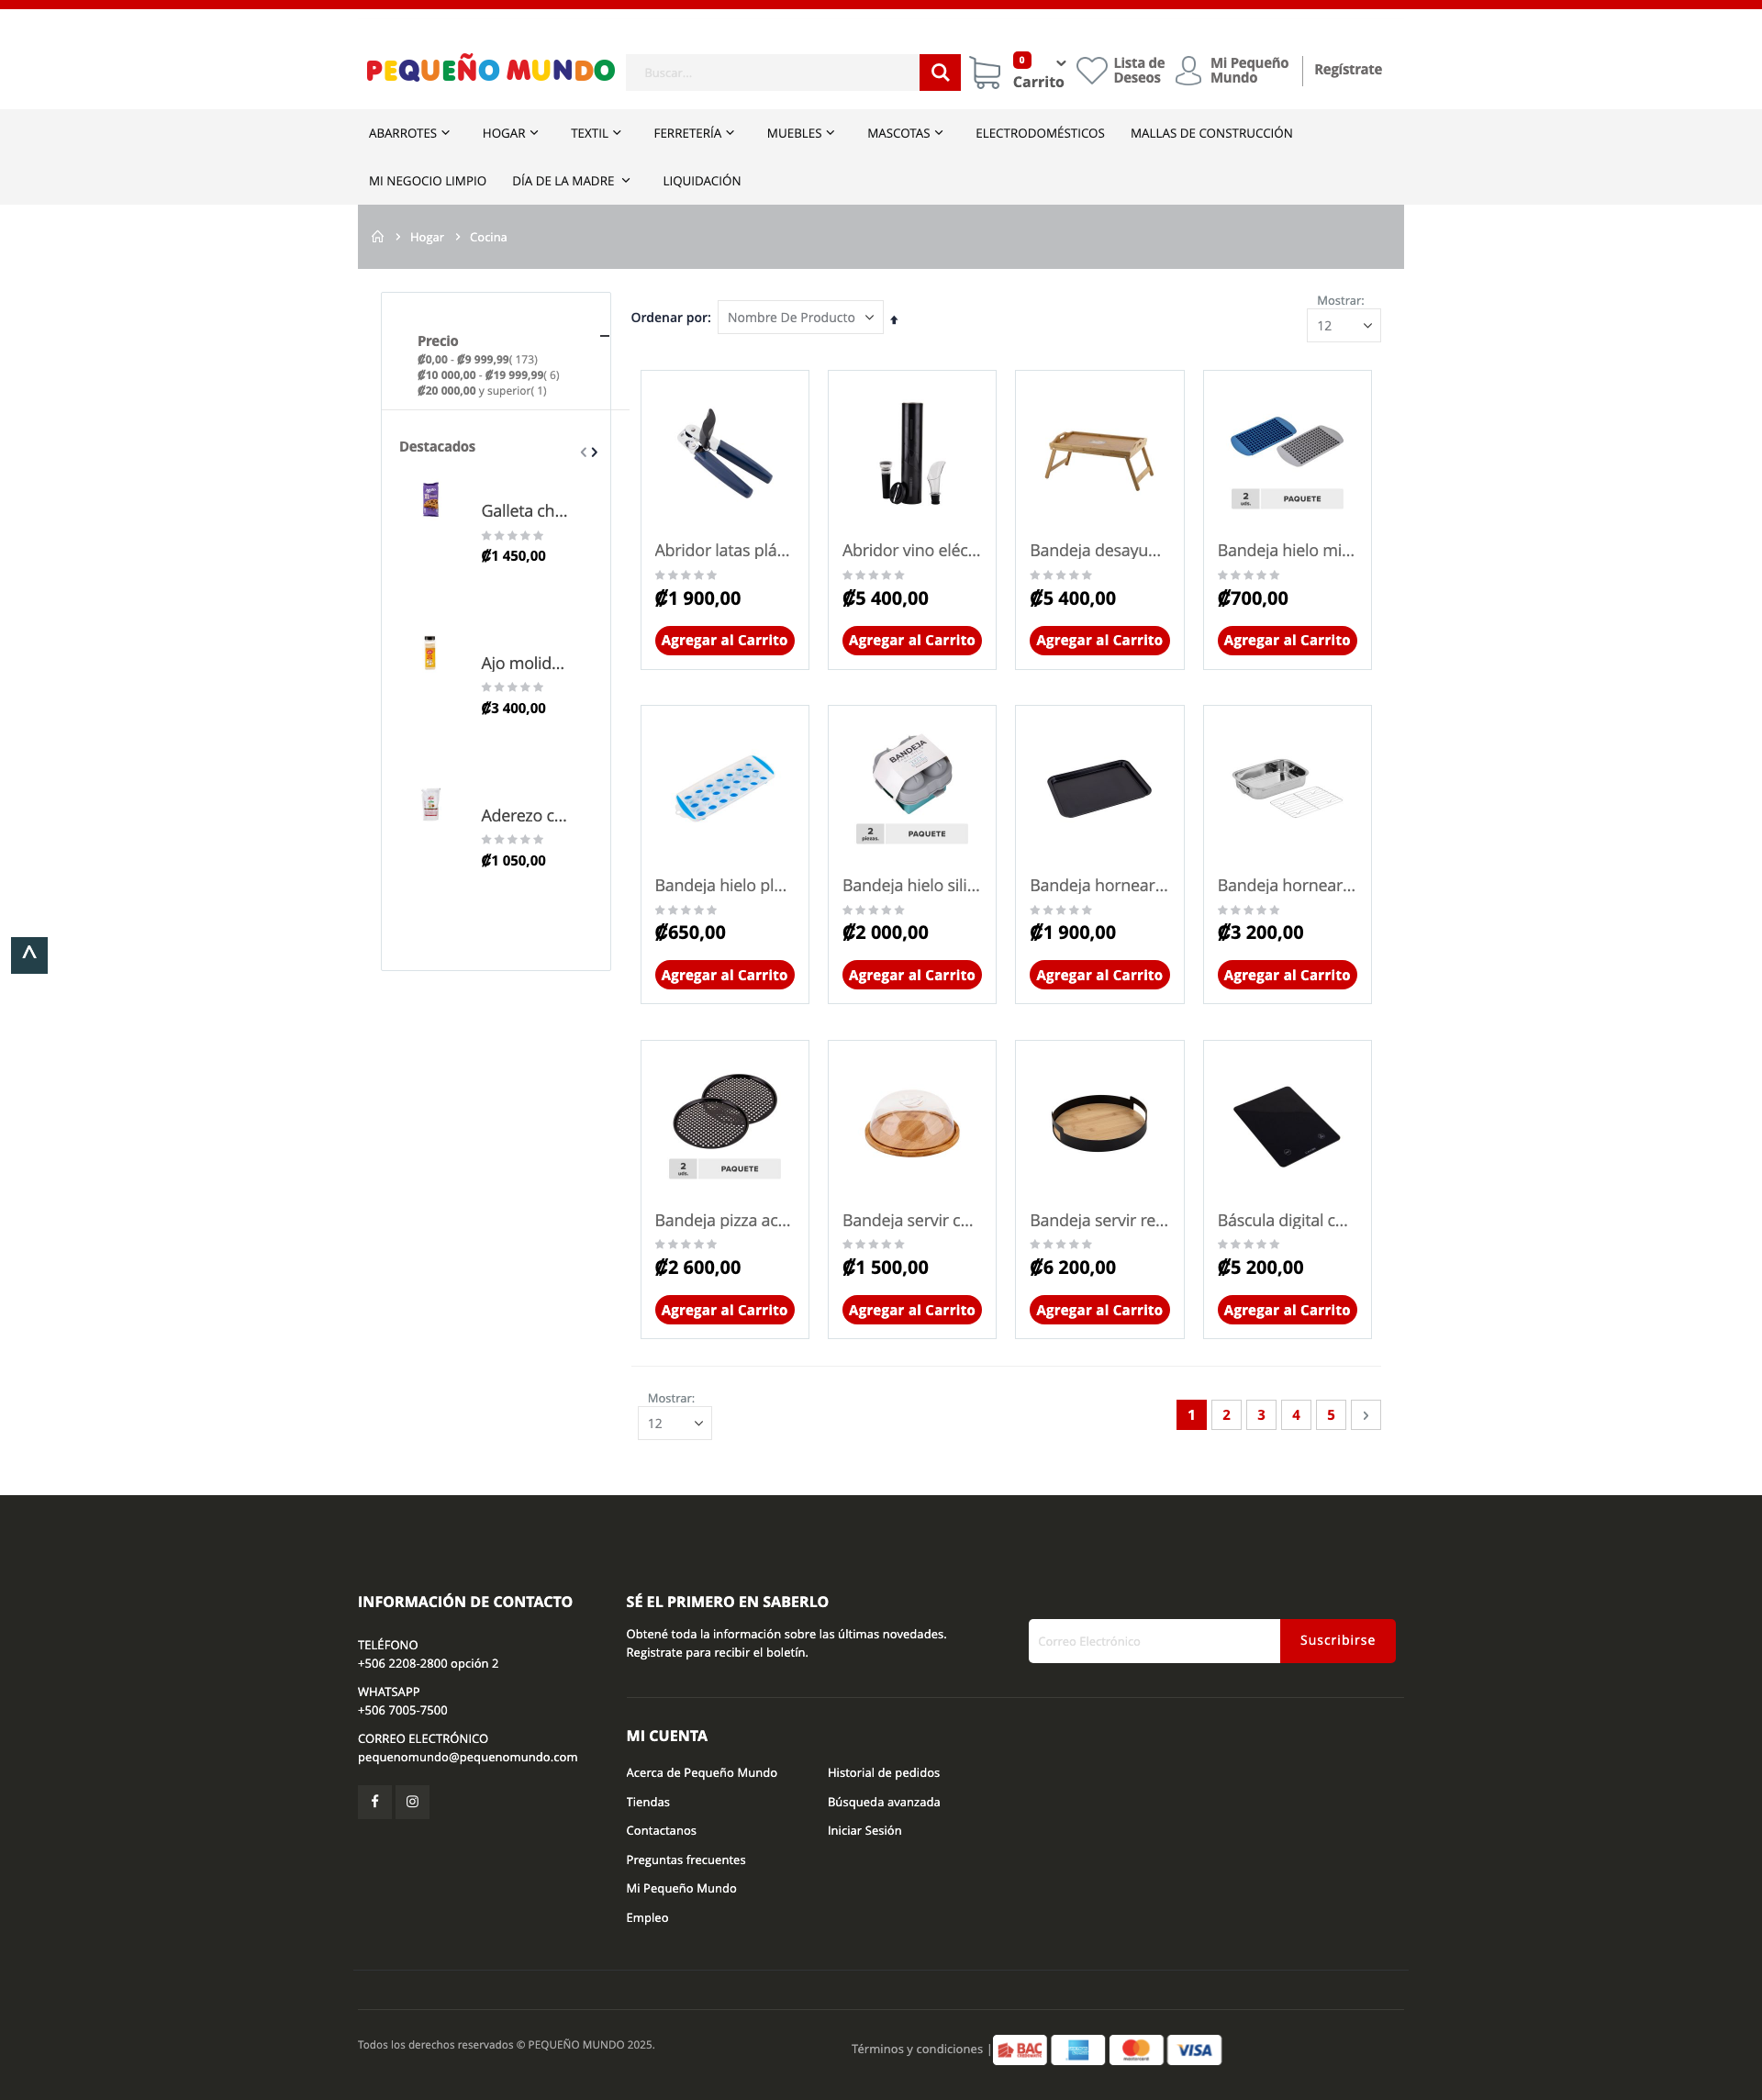 PEQUEÑO MUNDO
Buscar...
0
Carrito
Lista de
Deseos
Mi Pequeño
Mundo
Regístrate
ABARROTES
HOGAR
TEXTIL
FERRETERÍA
MUEBLES
MASCOTAS
ELECTRODOMÉSTICOS
MALLAS DE CONSTRUCCIÓN
MI NEGOCIO LIMPIO
DÍA DE LA MADRE
LIQUIDACIÓN
Hogar
Cocina
Precio
₡0,00 - ₡9 999,99( 173)
₡10 000,00 - ₡19 999,99( 6)
₡20 000,00 y superior( 1)
Destacados
Galleta ch...
₡1 450,00
Ajo molid...
₡3 400,00
Aderezo c...
₡1 050,00
Ordenar por:
Nombre De Producto
Mostrar:
12
2
uds.
PAQUETE
Abridor latas plá...
Abridor vino eléc...
Bandeja desayu...
Bandeja hielo mi...
₡1 900,00
₡5 400,00
₡5 400,00
₡700,00
Agregar al Carrito
Agregar al Carrito
Agregar al Carrito
Agregar al Carrito
BANDEJA
2
piezas.
PAQUETE
Bandeja hielo pl...
Bandeja hielo sili...
Bandeja hornear...
Bandeja hornear...
₡650,00
₡2 000,00
₡1 900,00
₡3 200,00
Agregar al Carrito
Agregar al Carrito
Agregar al Carrito
Agregar al Carrito
2
uds.
PAQUETE
Bandeja pizza ac...
Bandeja servir c...
Bandeja servir re...
Báscula digital c...
₡2 600,00
₡1 500,00
₡6 200,00
₡5 200,00
Agregar al Carrito
Agregar al Carrito
Agregar al Carrito
Agregar al Carrito
Mostrar:
12
1
2
3
4
5
INFORMACIÓN DE CONTACTO
TELÉFONO
+506 2208-2800 opción 2
WHATSAPP
+506 7005-7500
CORREO ELECTRÓNICO
pequenomundo@pequenomundo.com
SÉ EL PRIMERO EN SABERLO
Obtené toda la información sobre las últimas novedades.
Registrate para recibir el boletín.
Correo Electrónico
Suscribirse
MI CUENTA
Acerca de Pequeño Mundo
Tiendas
Contactanos
Preguntas frecuentes
Mi Pequeño Mundo
Empleo
Historial de pedidos
Búsqueda avanzada
Iniciar Sesión
Todos los derechos reservados © PEQUEÑO MUNDO 2025.
Términos y condiciones |
BAC
mastercard
VISA